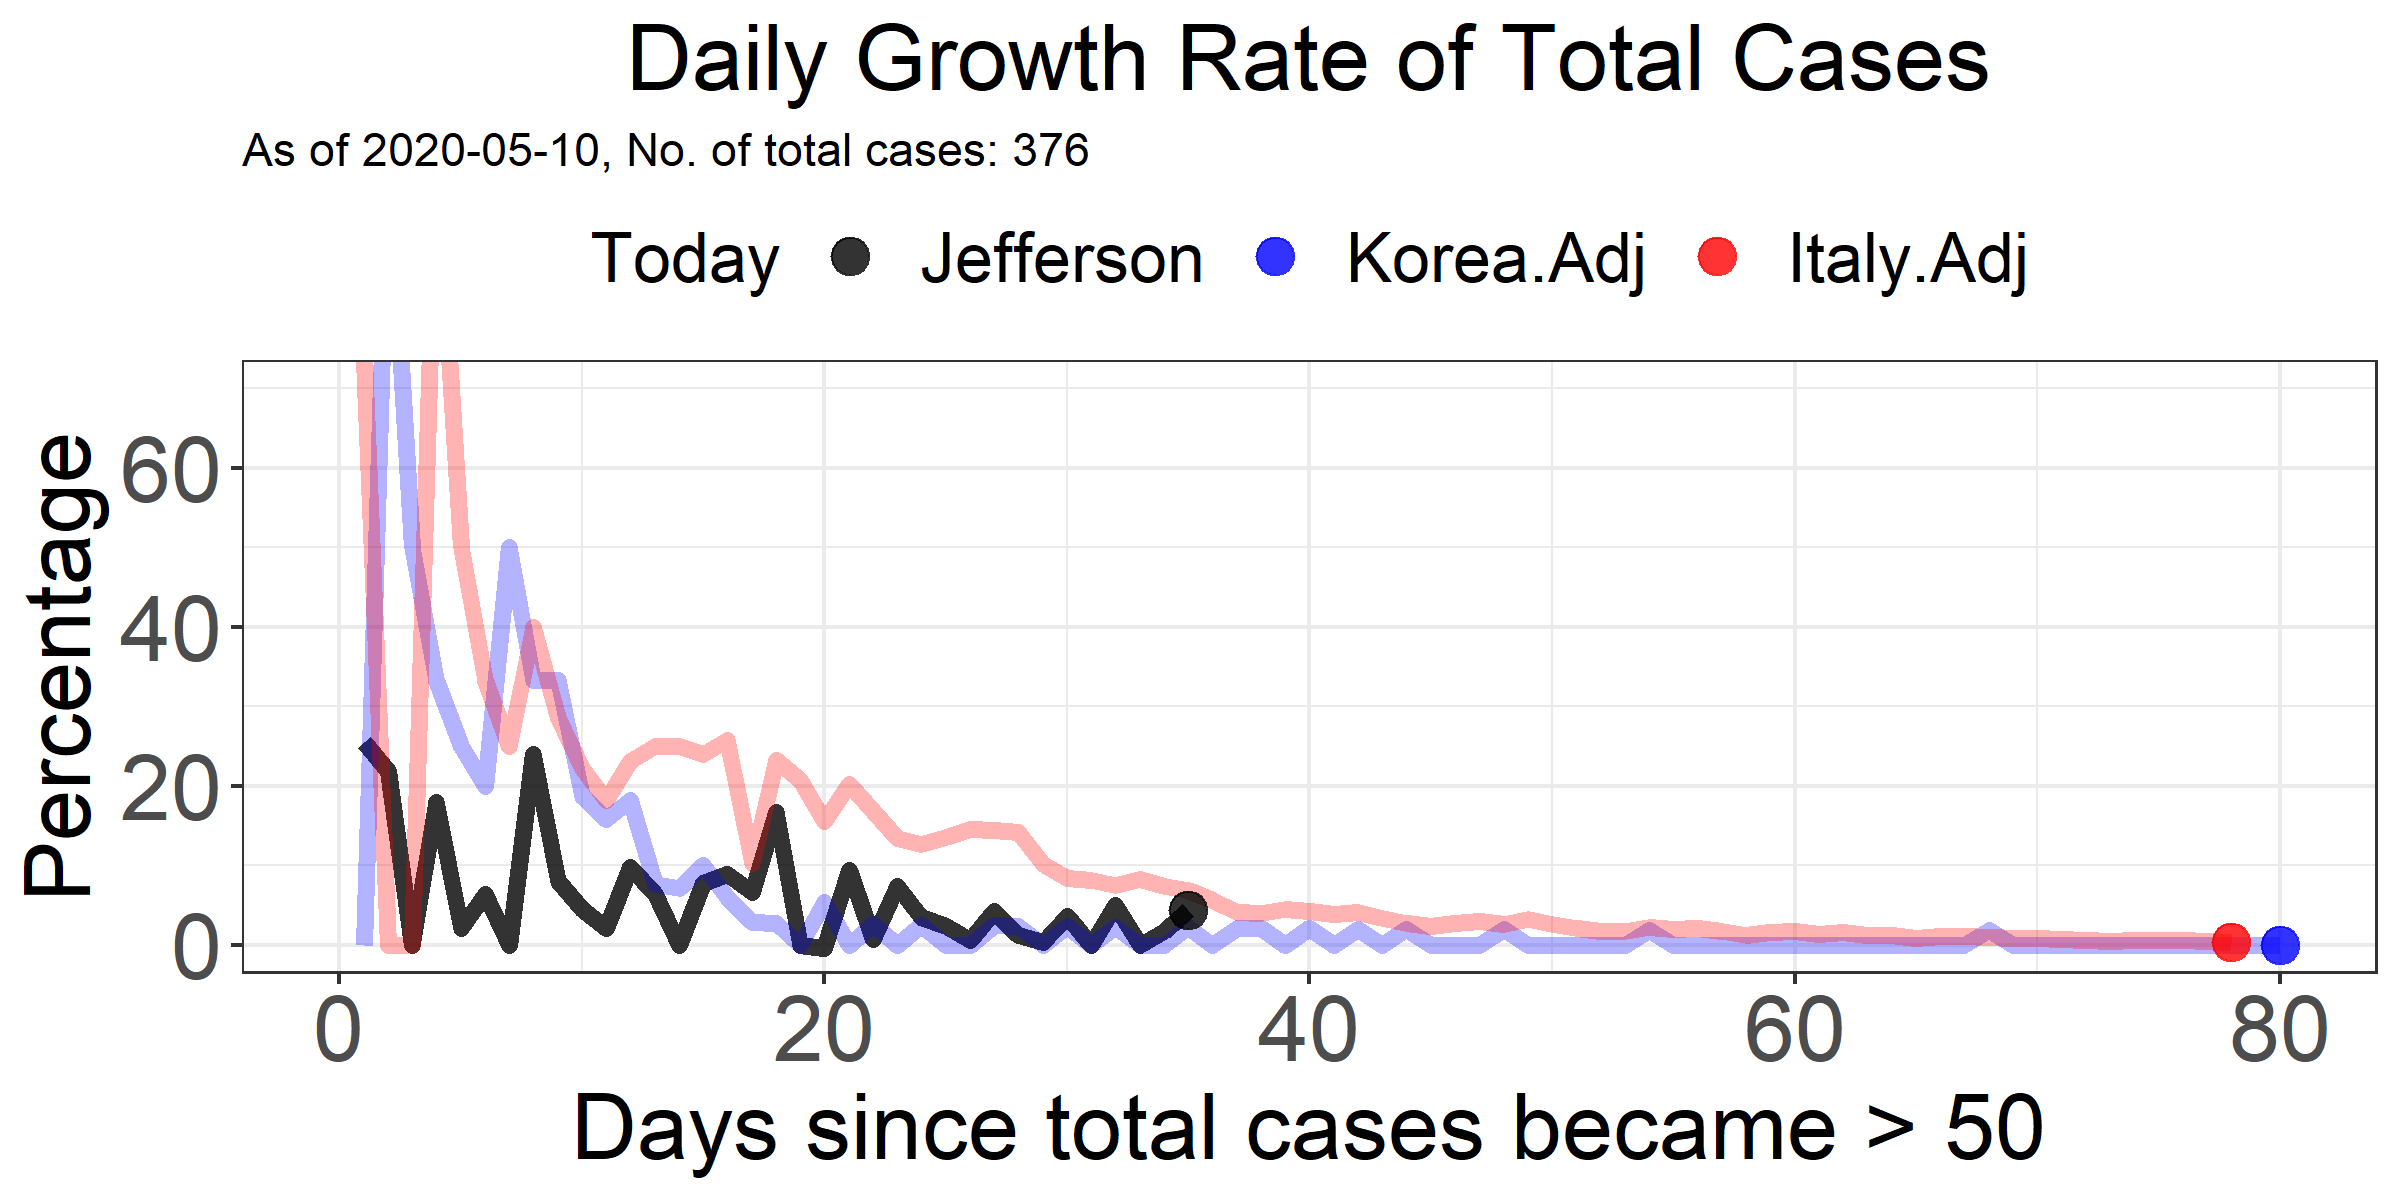 Daily Growth Rate of Total Cases
As of 2020-05-10, No. of total cases: 376
Today Jefferson Korea.Adj Italy.Adj
Percentage
60
40
20
0
0 20 40 60 80
Days since total cases became > 50